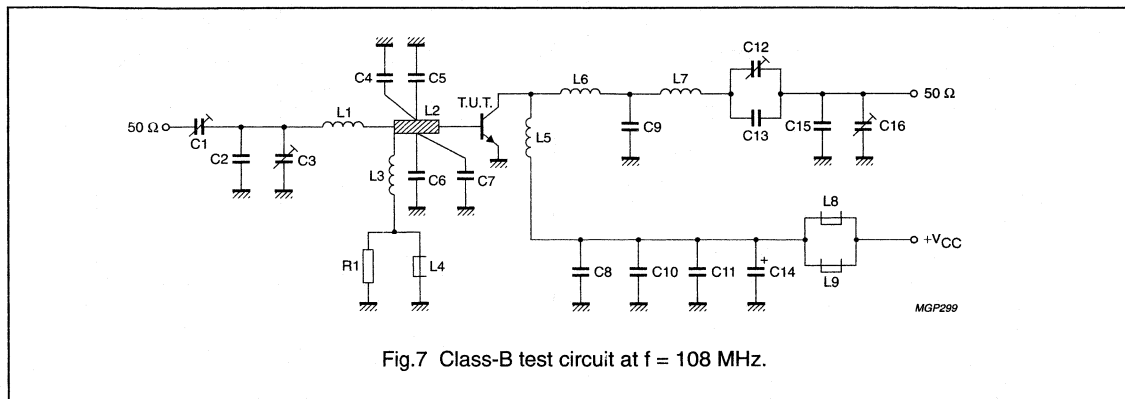 C4
C5
C12
L6
L7
T.U.T.
L1
L2
50 Ω
50 Ω
C1
C13
C9
C15
C16
L5
C2
C3
L3
C6
C7
L8
+VCC
R1
L4
C8
C10
C11
+
C14
L9
MGP299
Fig.7 Class-B test circuit at f = 108 MHz.